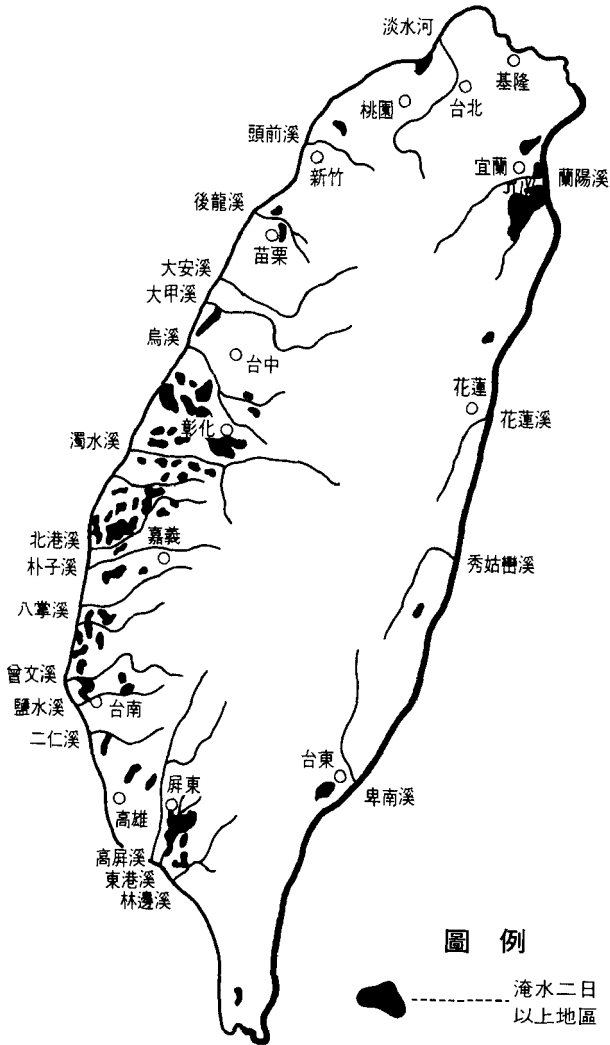 淡水河
基隆
台北
桃園
頭前溪
新竹
宜蘭
蘭陽溪
後龍溪
苗栗
大安溪
大甲溪
烏溪
台中
花蓮
花蓮溪
彰化
濁水溪
北港溪
嘉義
朴子溪
秀姑巒溪
八掌溪
曾文溪
鹽水溪
台南
二仁溪
台東
屏東
卑南溪
高雄
高屏溪
東港溪
林邊溪
圖例
淹水二日
以上地區